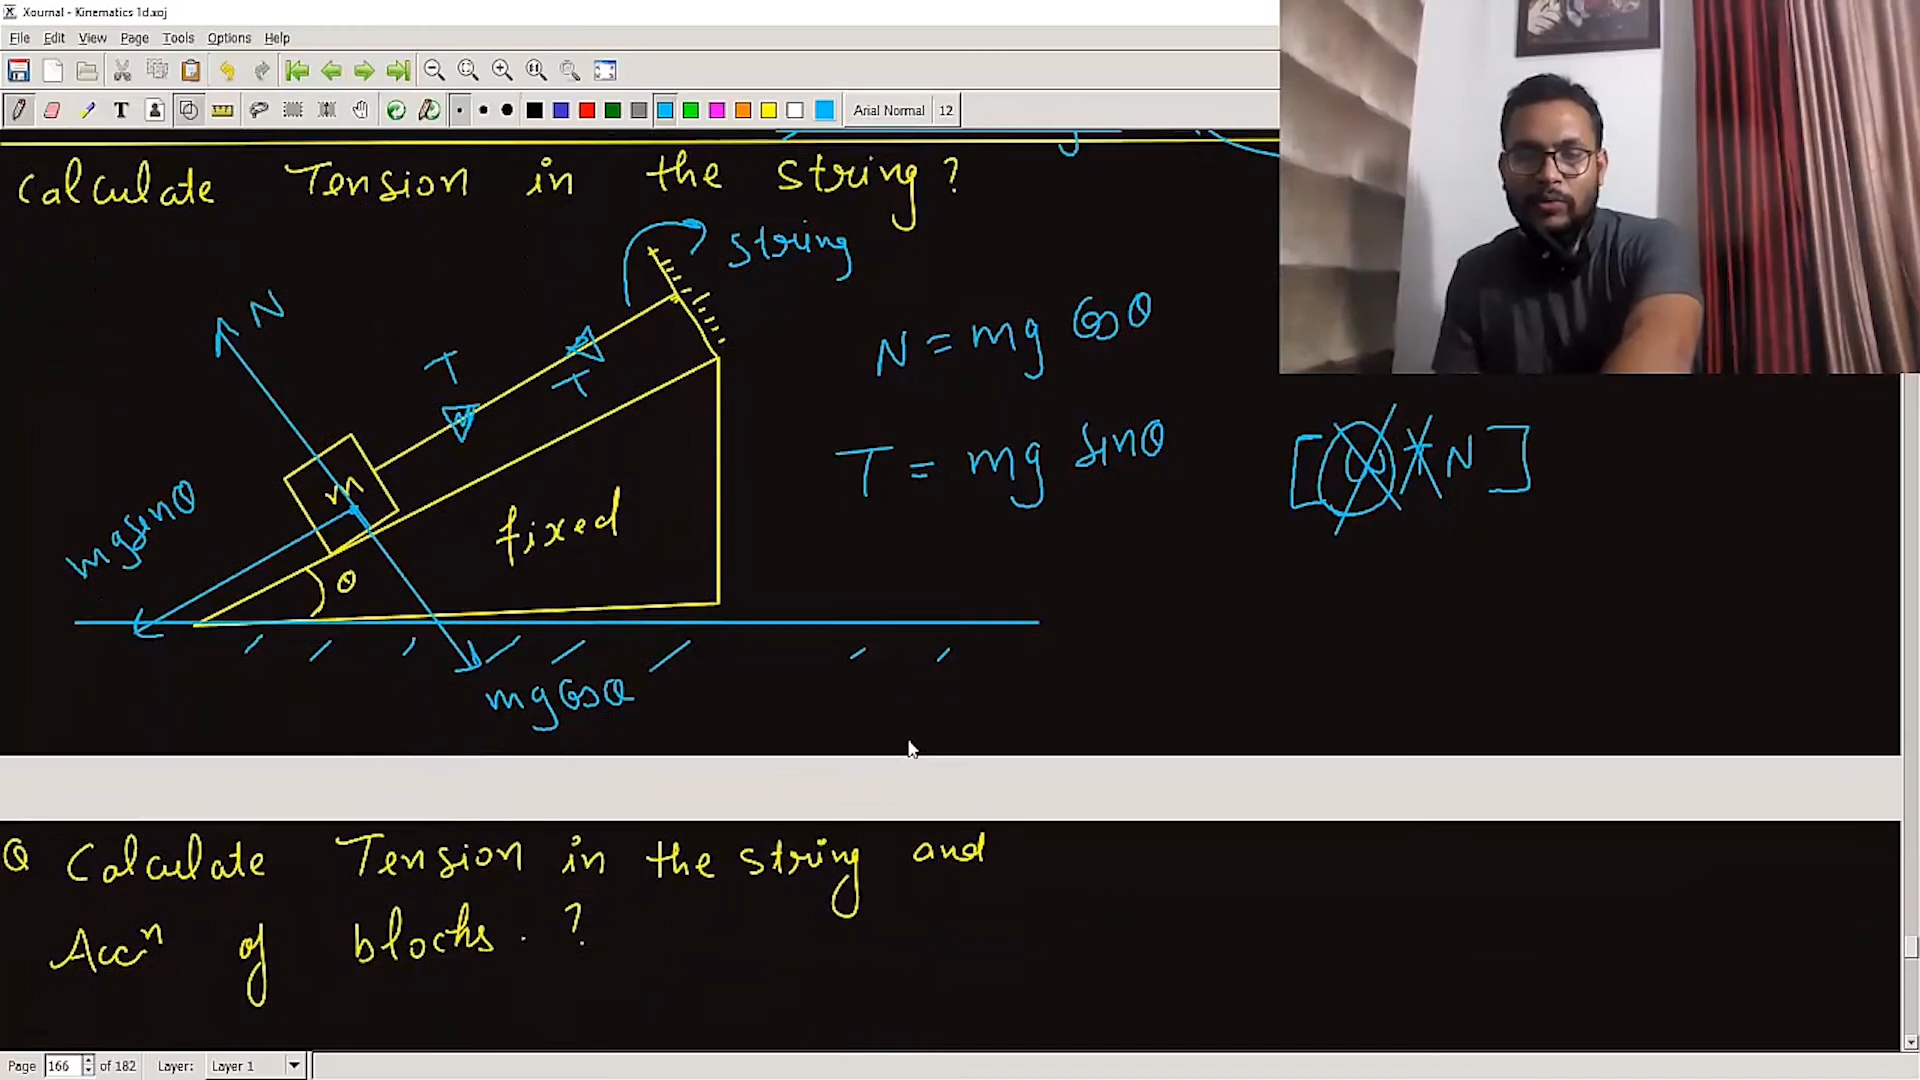 Xournal - Kinematics 1d.xoj
File Edit View Page Tools Options Help
Arial Normal 12
Calculate Tension in the string?
string
N
T
T
N = mg cosθ
T = mg sinθ
N ]
m
mgsinθ
fixed
θ
mgcosθ
Q Calculate Tension in the string and
Accⁿ of blocks. ?
Page 166 of 182 Layer: Layer 1